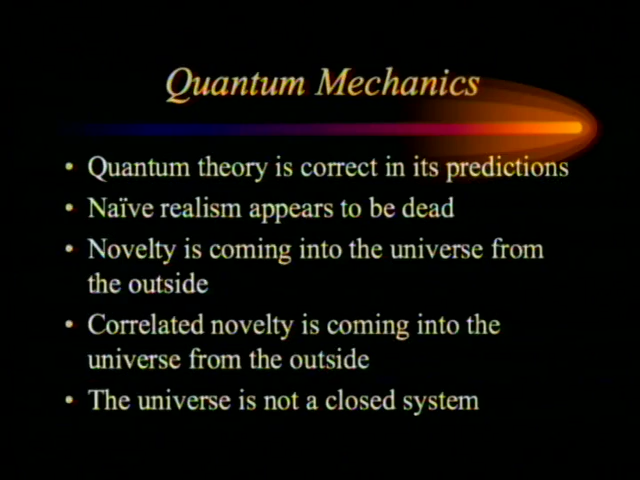 Quantum Mechanics
• Quantum theory is correct in its predictions
• Naïve realism appears to be dead
• Novelty is coming into the universe from
the outside
• Correlated novelty is coming into the
universe from the outside
• The universe is not a closed system